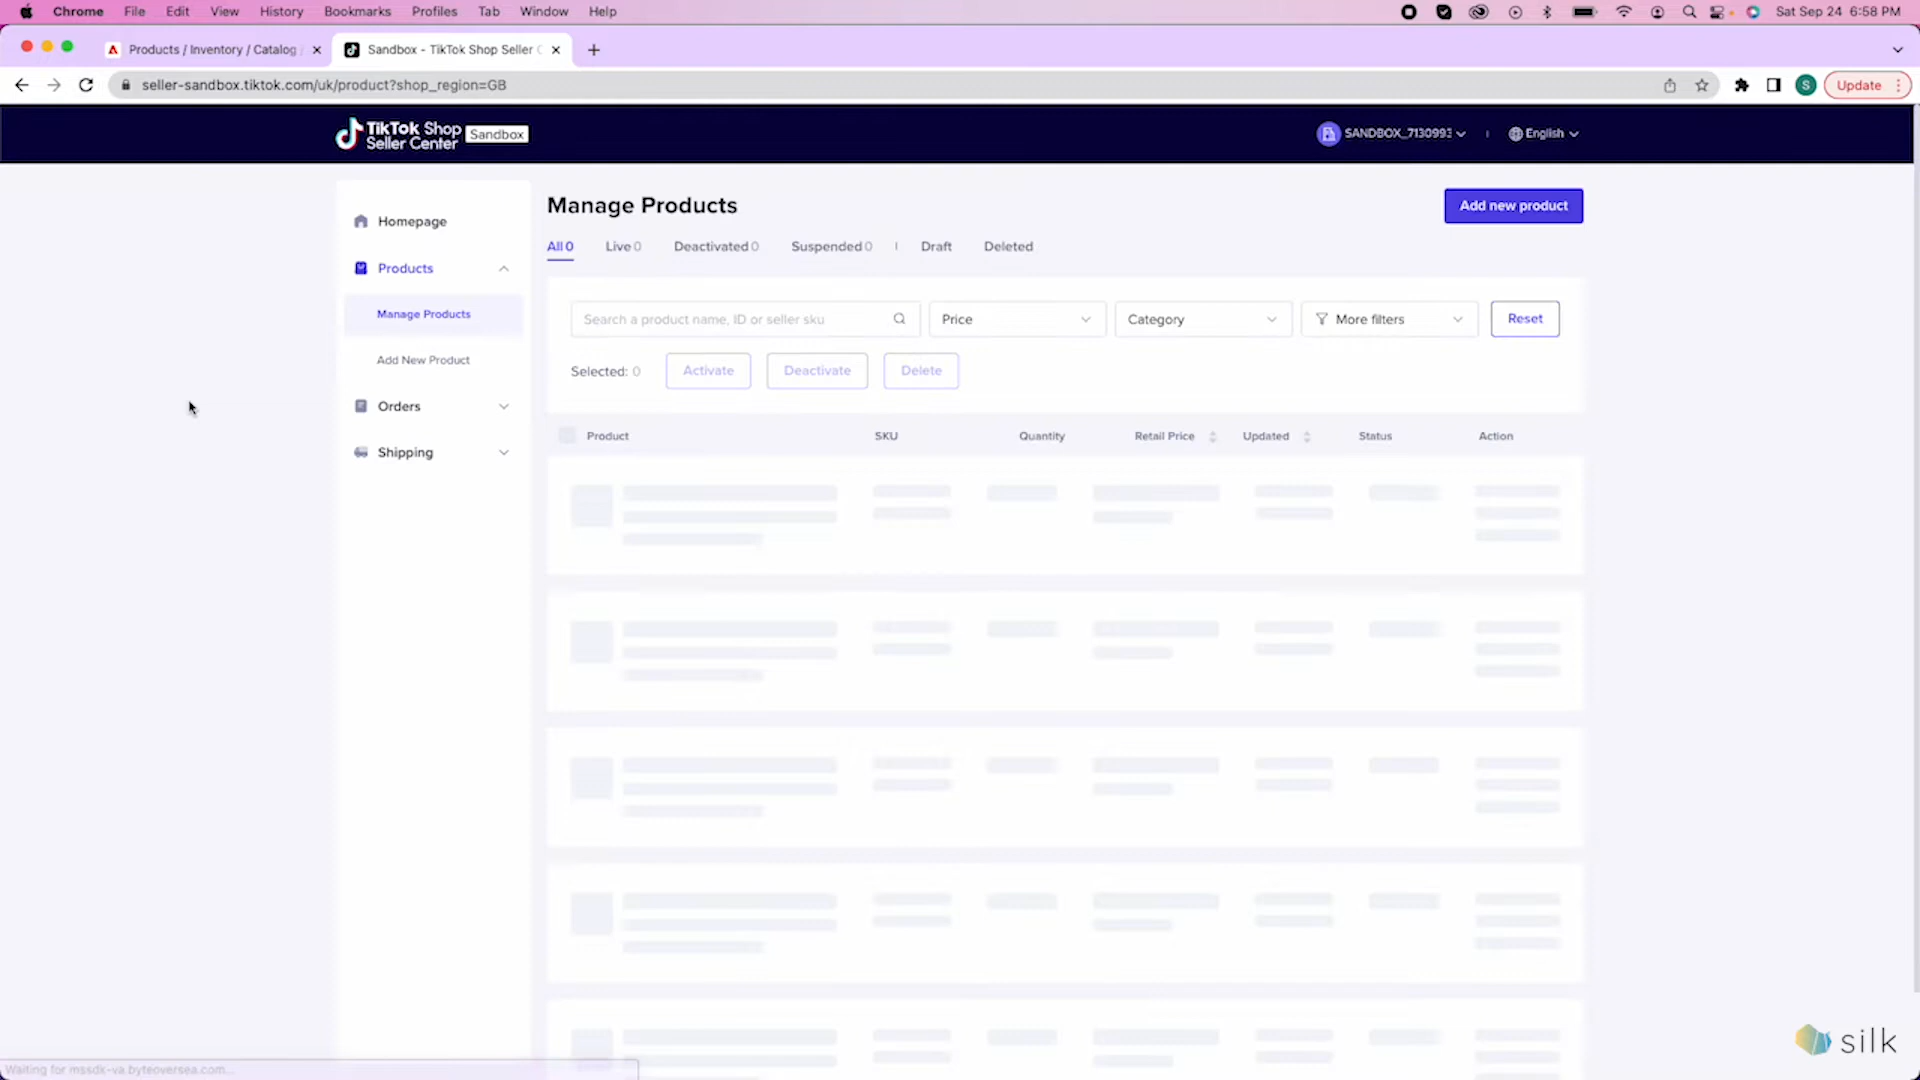 Chrome File Edit View History Bookmarks Profiles Tab Window Help Sat Sep 24 6:58 PM
Products / Inventory / Catalog
Sandbox - TikTok Shop Seller C
seller-sandbox.tiktok.com/uk/product?shop_region=GB
S
Update
TikTok Shop
Seller Center
Sandbox
SANDBOX_7130993
English
Homepage
Products
Manage Products
Add New Product
Orders
Shipping
Manage Products
Add new product
All 0 Live 0 Deactivated 0 Suspended 0 Draft Deleted
Search a product name, ID or seller sku
Price
Category
More filters
Reset
Selected: 0
Activate
Deactivate
Delete
Product SKU Quantity Retail Price Updated Status Action
Waiting for mssdk-va.byteoversea.com...
silk